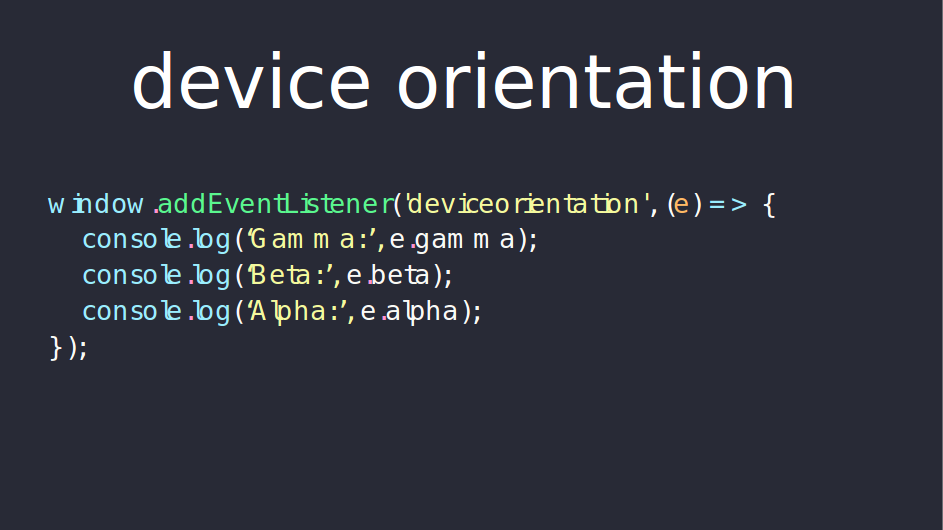 device orientation
window.addEventListener('deviceorientation',(e)=> {
console.log(‘Gamma:’,e.gamma);
console.log(‘Beta:’,e.beta);
console.log(‘Alpha:’,e.alpha);
});